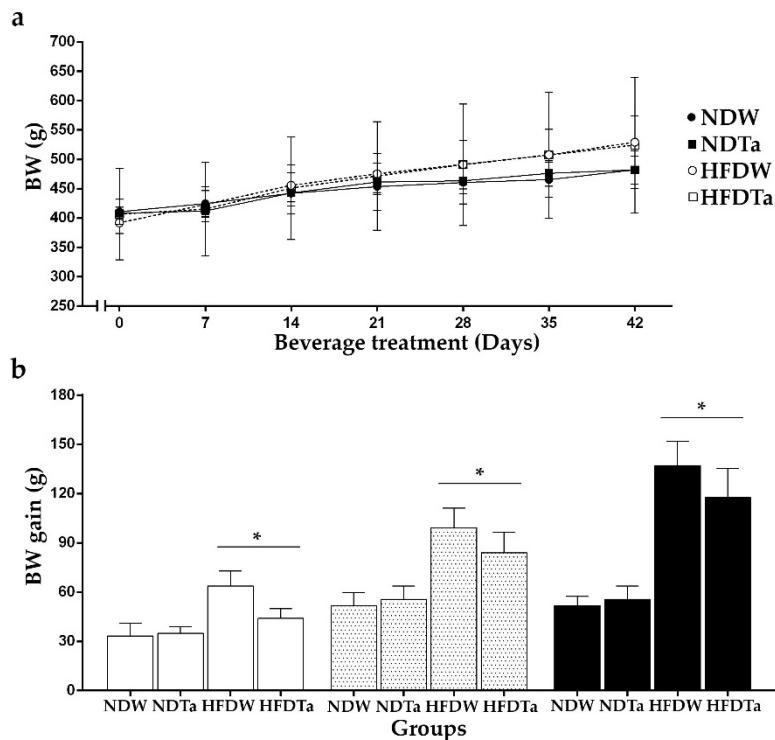 a
700
650
600
550
500
450
400
350
300
250
BW (g)
0 7 14 21 28 35 42
Beverage treatment (Days)
NDW
NDTa
HFDW
HFDTa
b
180
150
120
90
60
30
0
BW gain (g)
* * *
NDW NDTa HFDW HFDTa NDW NDTa HFDW HFDTa NDW NDTa HFDW HFDTa
Groups